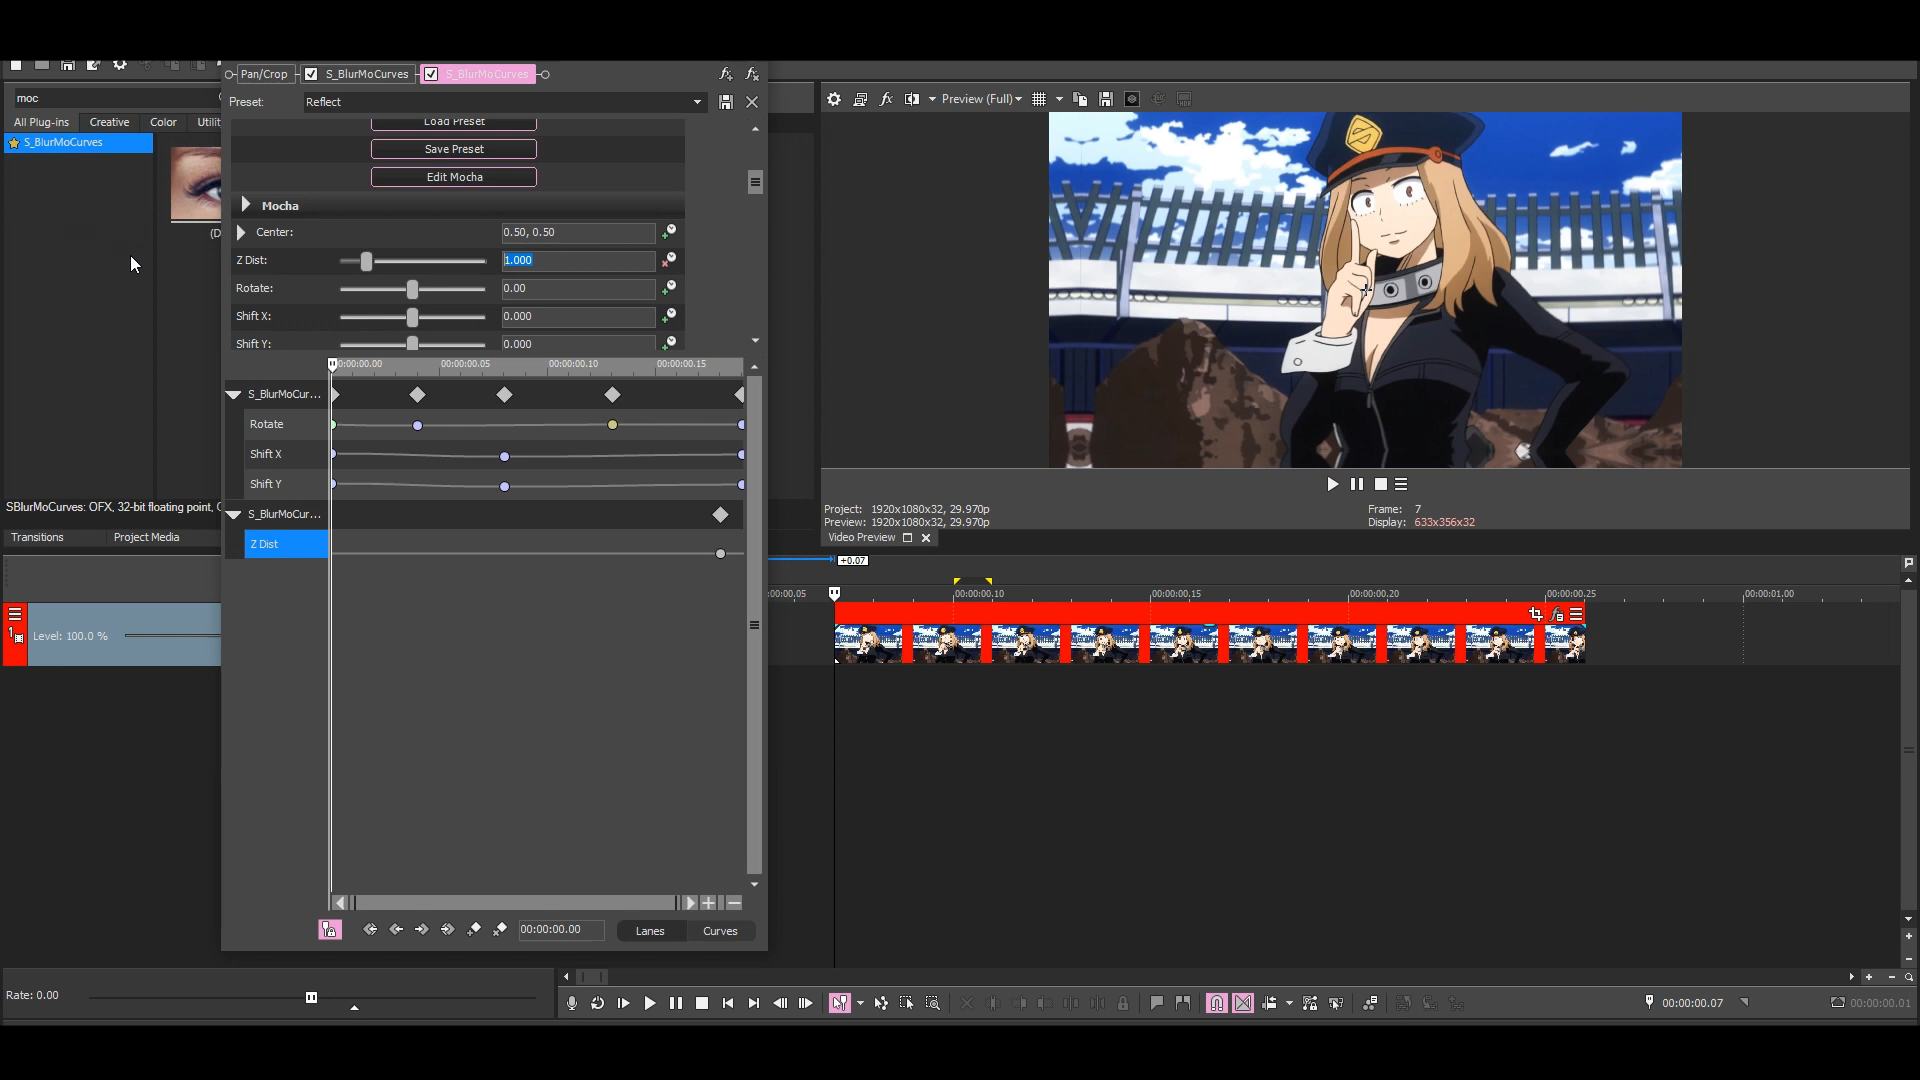 Pan/Crop S_BlurMoCurves S_BlurMoCurves
Preset: Reflect
moc
All Plug-ins Creative Color Utilit
S_BlurMoCurves
(D
Load Preset
Save Preset
Edit Mocha
Mocha
Center: 0.50, 0.50
Z Dist: 1.000
Rotate: 0.00
Shift X: 0.000
Shift Y: 0.000
00:00:00.00 00:00:00.05 00:00:00.10 00:00:00.15
S_BlurMoCur...
Rotate
Shift X
Shift Y
S_BlurMoCur...
Z Dist
00:00:00.00 Lanes Curves
SBlurMoCurves: OFX, 32-bit floating point,
Transitions Project Media
Level: 100.0 %
Rate: 0.00
Preview (Full)
Project: 1920x1080x32, 29.970p
Preview: 1920x1080x32, 29.970p
Frame: 7
Display: 633x356x32
Video Preview
+0.07
:00:00.05 00:00:00.10 00:00:00.15 00:00:00.20 00:00:00.25 00:00:01.00
1
00:00:00.07 00:00:00.01